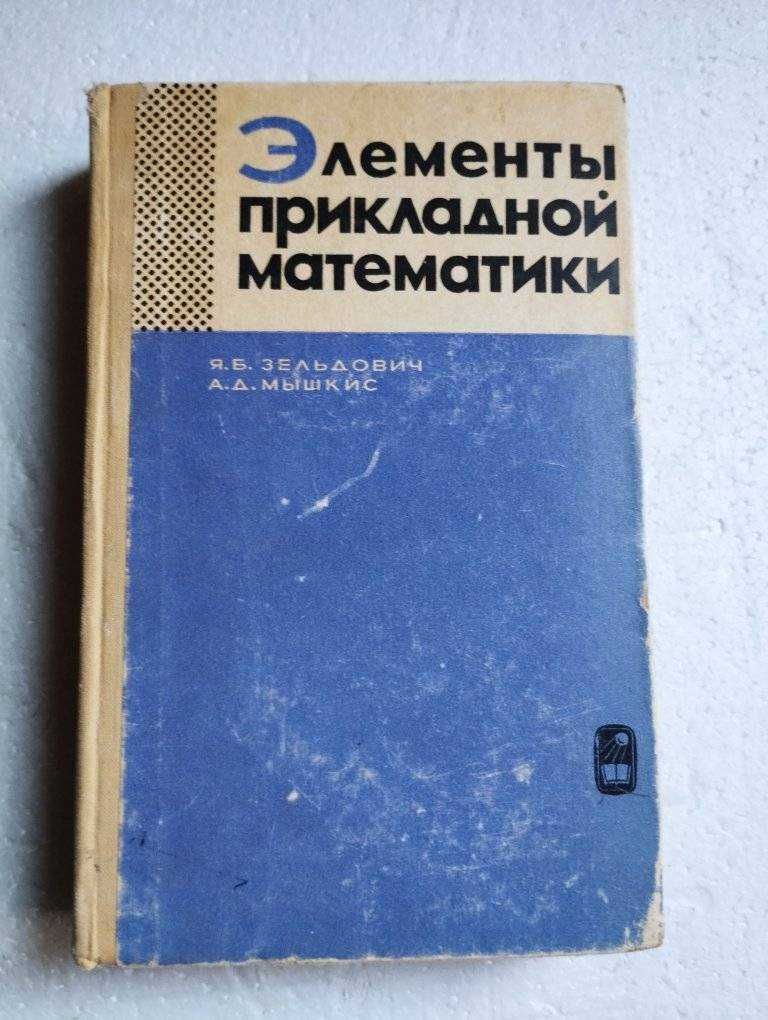 Элементы
прикладной
математики
Я.Б. ЗЕЛЬДОВИЧ
А.Д. МЫШКИС